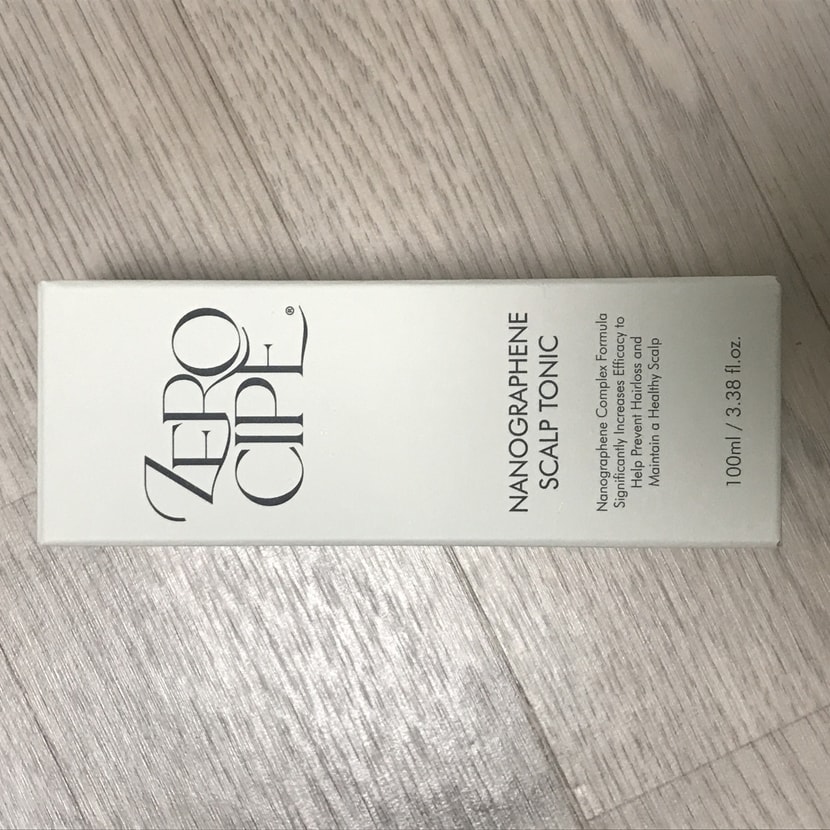 ZERO
CIPE®
NANOGRAPHENE
SCALP TONIC
Nanographene Complex Formula
Significantly Increases Efficacy to
Help Prevent Hairloss and
Maintain a Healthy Scalp
100ml / 3.38 fl.oz.